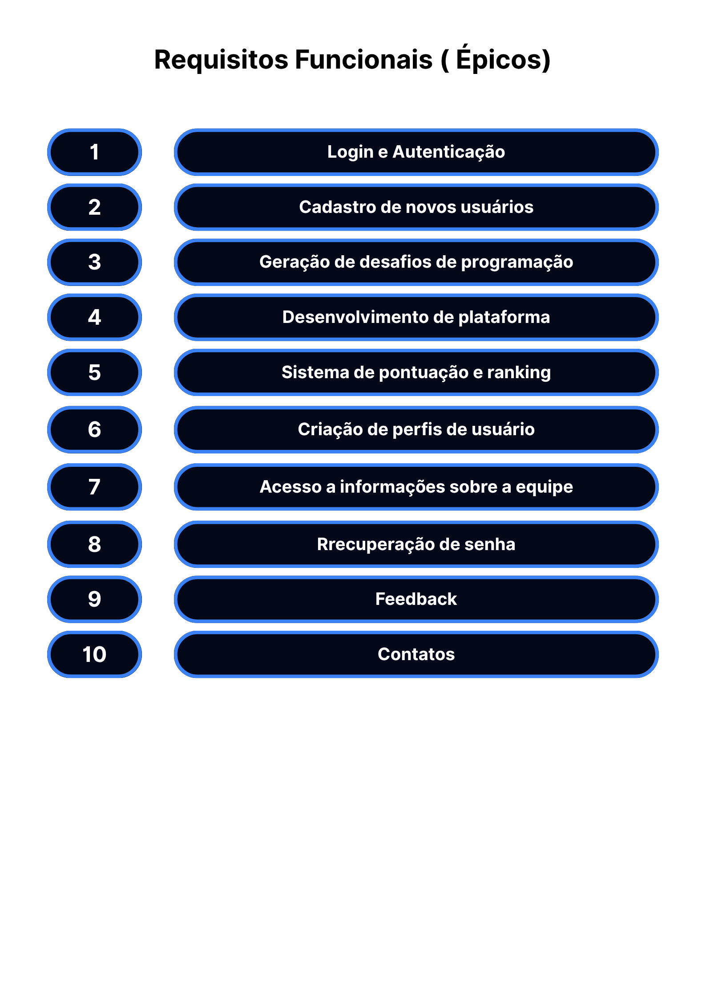 Requisitos Funcionais ( Épicos)
1 Login e Autenticação
2 Cadastro de novos usuários
3 Geração de desafios de programação
4 Desenvolvimento de plataforma
5 Sistema de pontuação e ranking
6 Criação de perfis de usuário
7 Acesso a informações sobre a equipe
8 Rrecuperação de senha
9 Feedback
10 Contatos